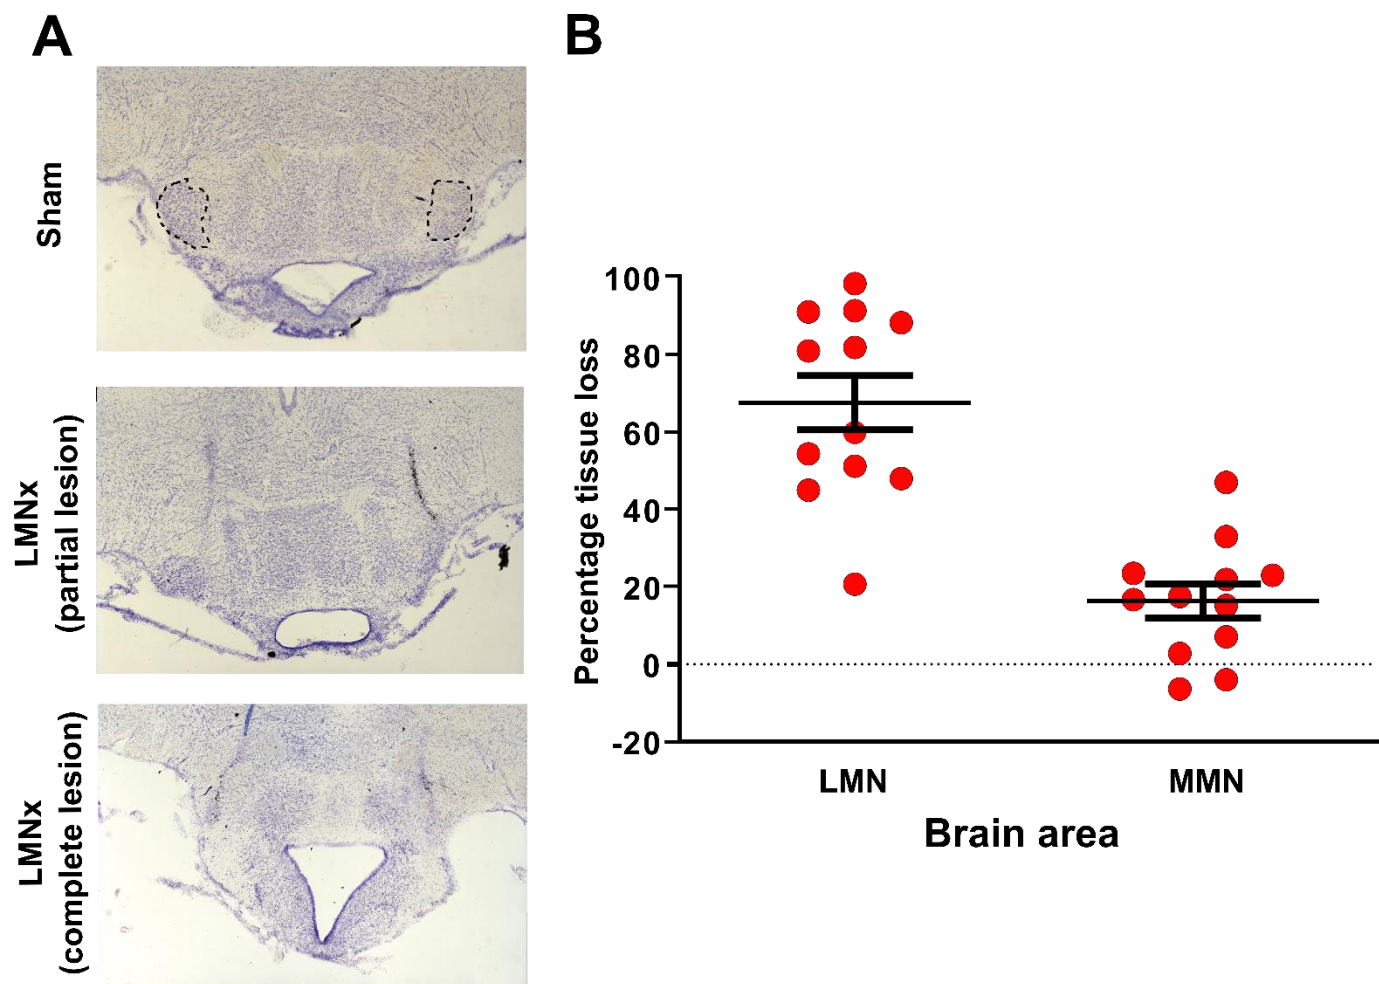 A
B
Sham
LMNx
(partial lesion)
LMNx
(complete lesion)
Percentage tissue loss
100
80
60
40
20
0
-20
LMN
MMN
Brain area